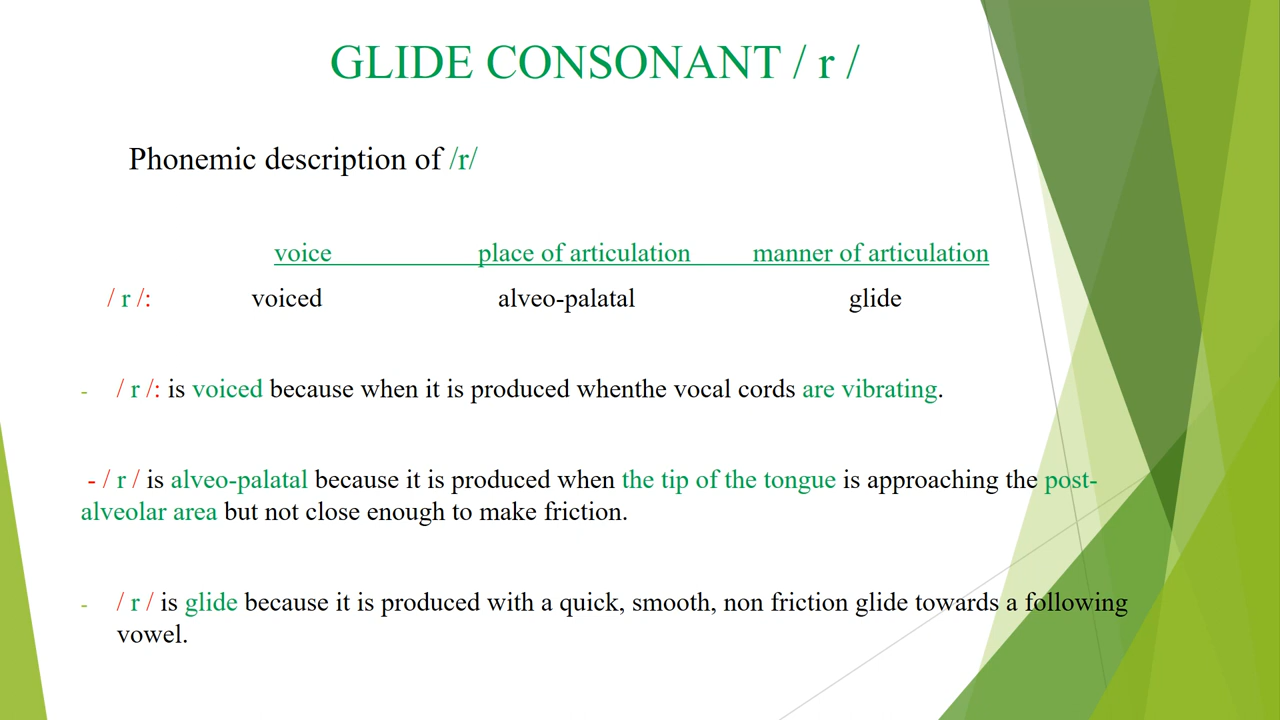 GLIDE CONSONANT / r /
Phonemic description of /r/
voice place of articulation manner of articulation
/ r /: voiced alveo-palatal glide
- / r /: is voiced because when it is produced whenthe vocal cords are vibrating.
- / r / is alveo-palatal because it is produced when the tip of the tongue is approaching the post-
alveolar area but not close enough to make friction.
- / r / is glide because it is produced with a quick, smooth, non friction glide towards a following
vowel.